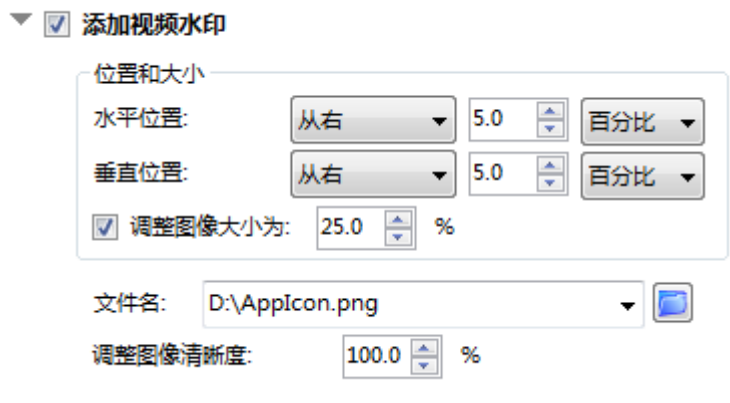 添加视频水印
位置和大小
水平位置: 从右 5.0 百分比
垂直位置: 从右 5.0 百分比
调整图像大小为: 25.0 %
文件名: D:\AppIcon.png
调整图像清晰度: 100.0 %